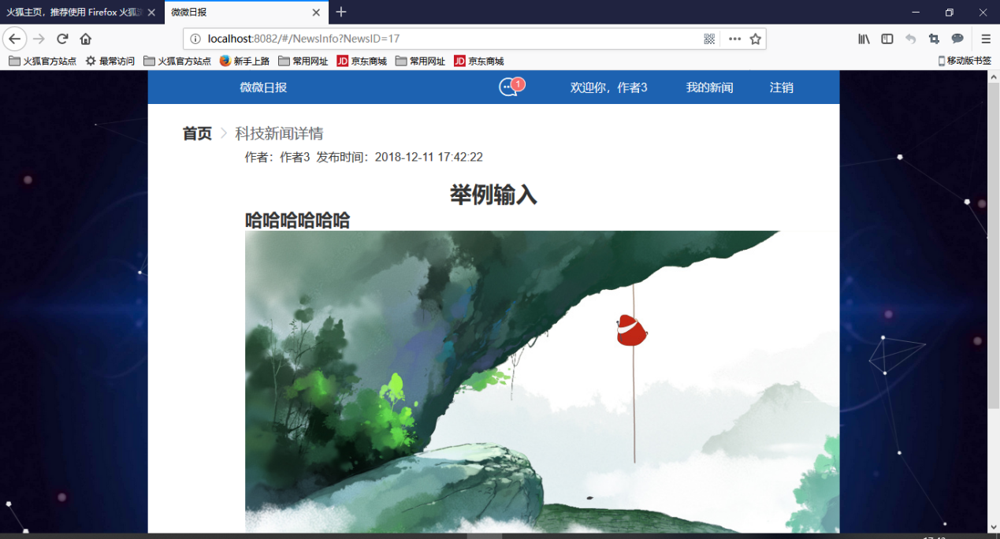 火狐主页，推荐使用 Firefox 火狐
微微日报
localhost:8082/#/NewsInfo?NewsID=17
火狐官方站点 最常访问 火狐官方站点 新手上路 常用网址 JD 京东商城 常用网址 JD 京东商城
移动版书签
微微日报 1 欢迎你，作者3 我的新闻 注销
首页 科技新闻详情
作者：作者3 发布时间：2018-12-11 17:42:22
举例输入
哈哈哈哈哈哈